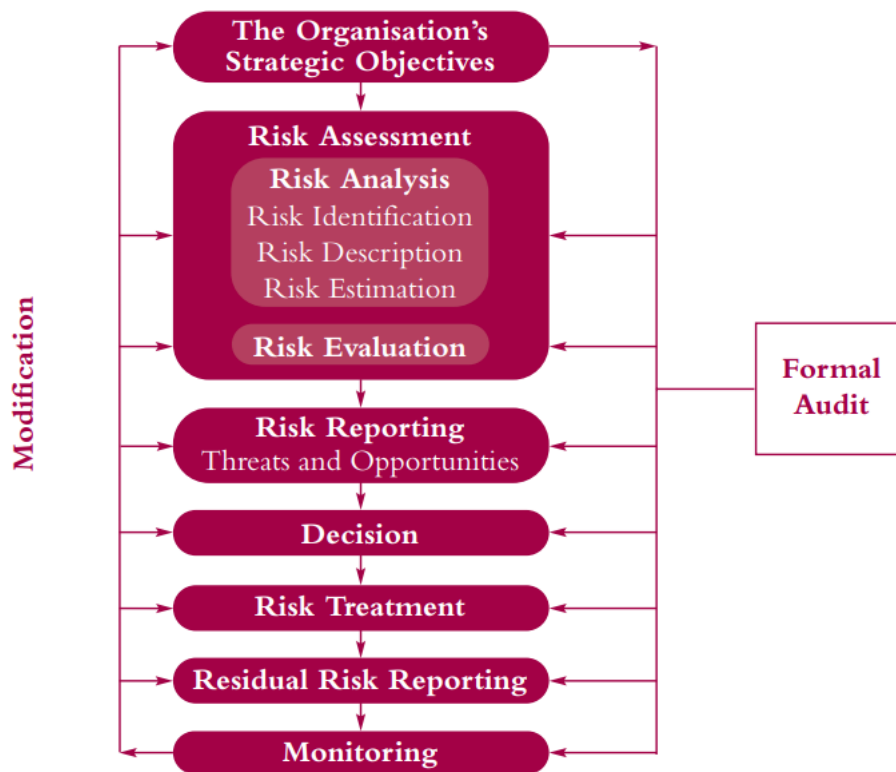 The Organisation's
Strategic Objectives
Risk Assessment
Risk Analysis
Risk Identification
Risk Description
Risk Estimation
Risk Evaluation
Risk Reporting
Threats and Opportunities
Decision
Risk Treatment
Residual Risk Reporting
Monitoring
Modification
Formal
Audit